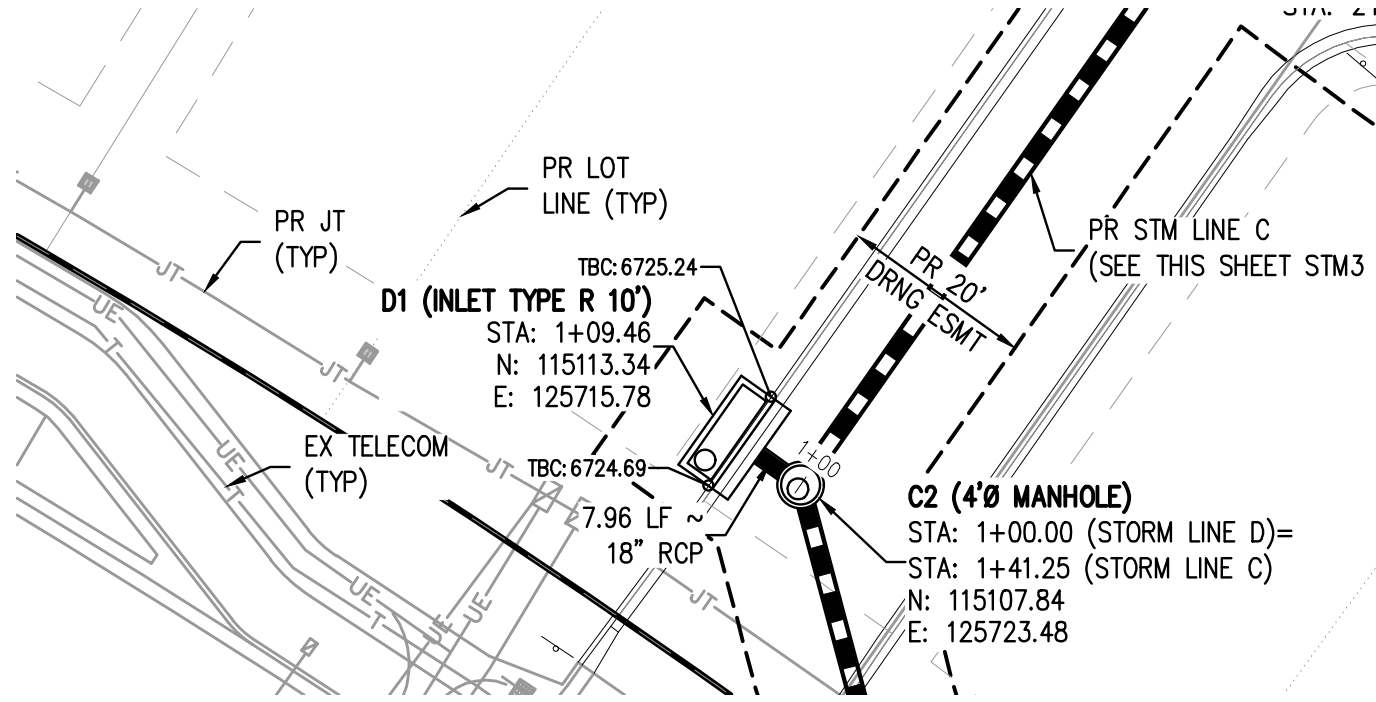 PR LOT
LINE (TYP)
PR JT
(TYP)
PR STM LINE C
(SEE THIS SHEET STM3
PR 20'
DRNG ESMT
TBC: 6725.24
D1 (INLET TYPE R 10')
STA: 1+09.46
N: 115113.34
E: 125715.78
JT
UE
T
JT
EX TELECOM
(TYP)
UE
T
JT
TBC: 6724.69
1+00
7.96 LF ~
18" RCP
C2 (4'Ø MANHOLE)
STA: 1+00.00 (STORM LINE D)=
STA: 1+41.25 (STORM LINE C)
N: 115107.84
E: 125723.48
UE
T
UE
UE
JT